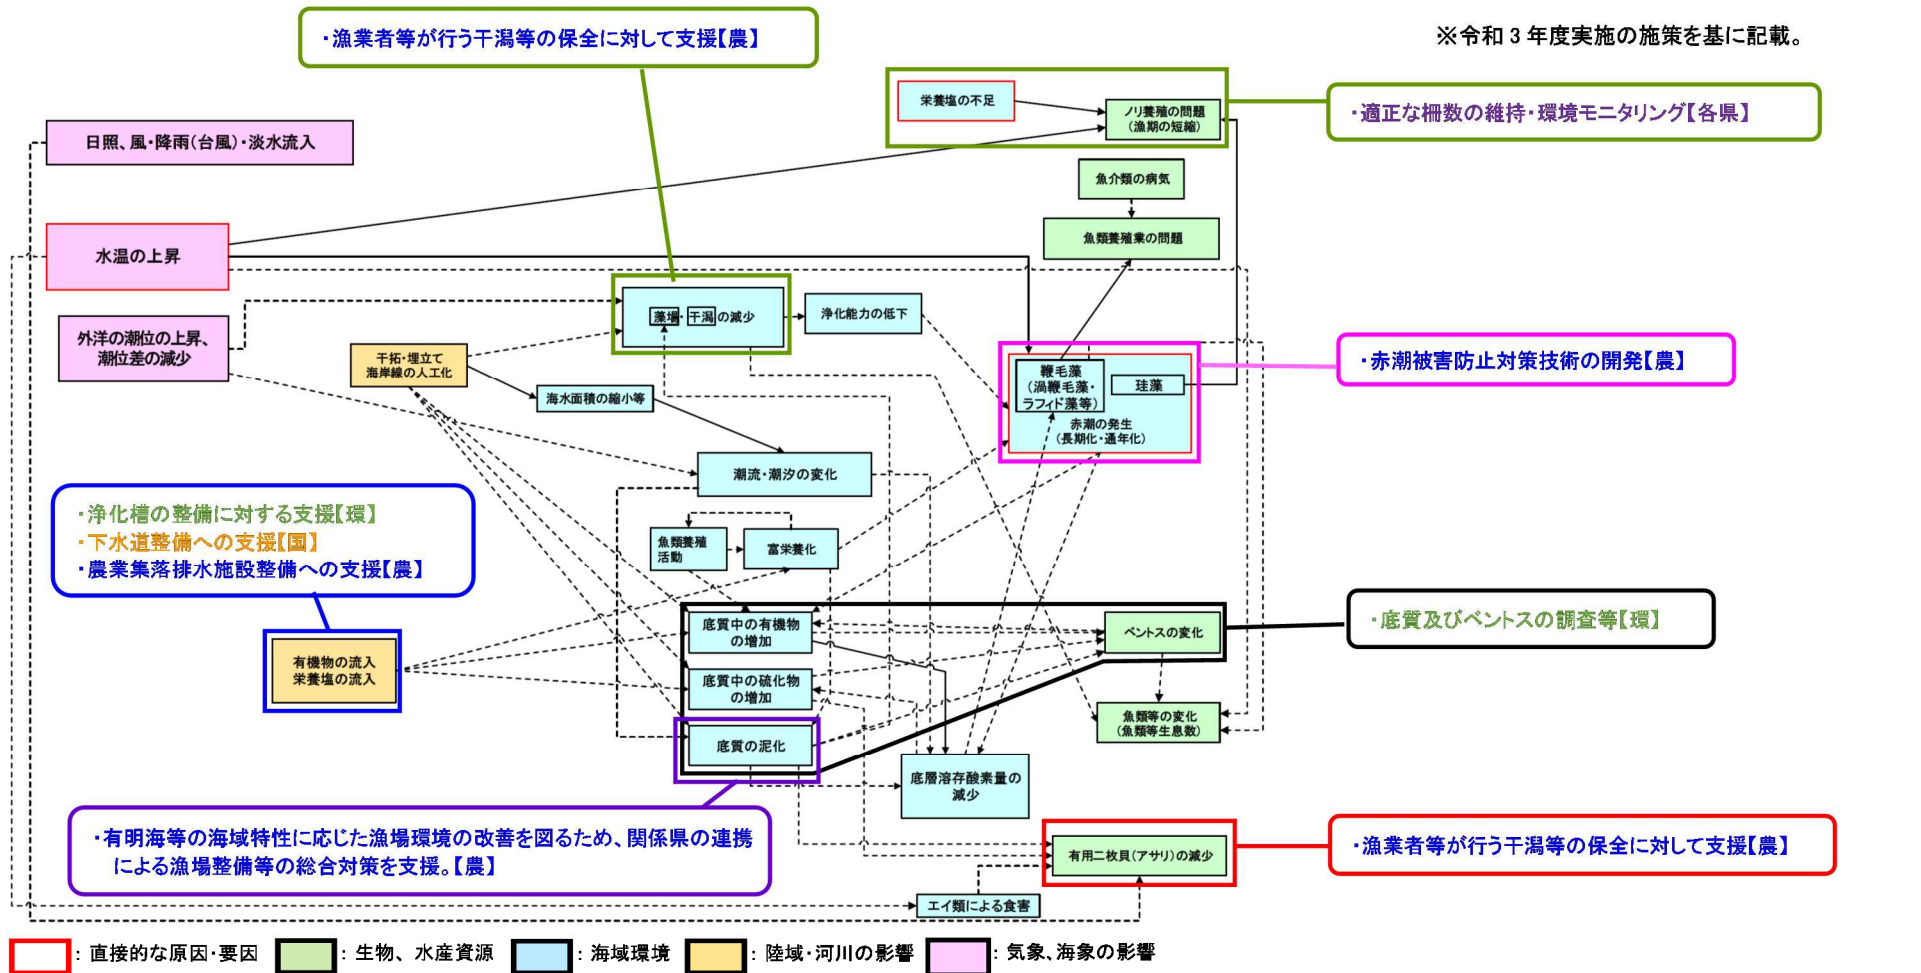 ・漁業者等が行う干潟等の保全に対して支援【農】
※令和３年度実施の施策を基に記載。
栄養塩の不足
ノリ養殖の問題
（漁期の短縮）
・適正な柵数の維持・環境モニタリング【各県】
日照、風・降雨（台風）・淡水流入
魚介類の病気
魚類養殖業の問題
水温の上昇
藻場・干潟の減少
浄化能力の低下
外洋の潮位の上昇、
潮位差の減少
干拓・埋立て
海岸線の人工化
海水面積の縮小等
鞭毛藻
（渦鞭毛藻・
ラフィド藻等）
珪藻
赤潮の発生
（長期化・通年化）
・赤潮被害防止対策技術の開発【農】
潮流・潮汐の変化
・浄化槽の整備に対する支援【環】
・下水道整備への支援【国】
・農業集落排水施設整備への支援【農】
魚類養殖
活動
富栄養化
底質中の有機物
の増加
ベントスの変化
・底質及びベントスの調査等【環】
有機物の流入
栄養塩の流入
底質中の硫化物
の増加
魚類等の変化
（魚類等生息数）
底質の泥化
底層溶存酸素量の
減少
・有明海等の海域特性に応じた漁場環境の改善を図るため、関係県の連携
による漁場整備等の総合対策を支援。【農】
有用二枚貝（アサリ）の減少
・漁業者等が行う干潟等の保全に対して支援【農】
エイ類による食害
：直接的な原因・要因
：生物、水産資源
：海域環境
：陸域・河川の影響
：気象、海象の影響